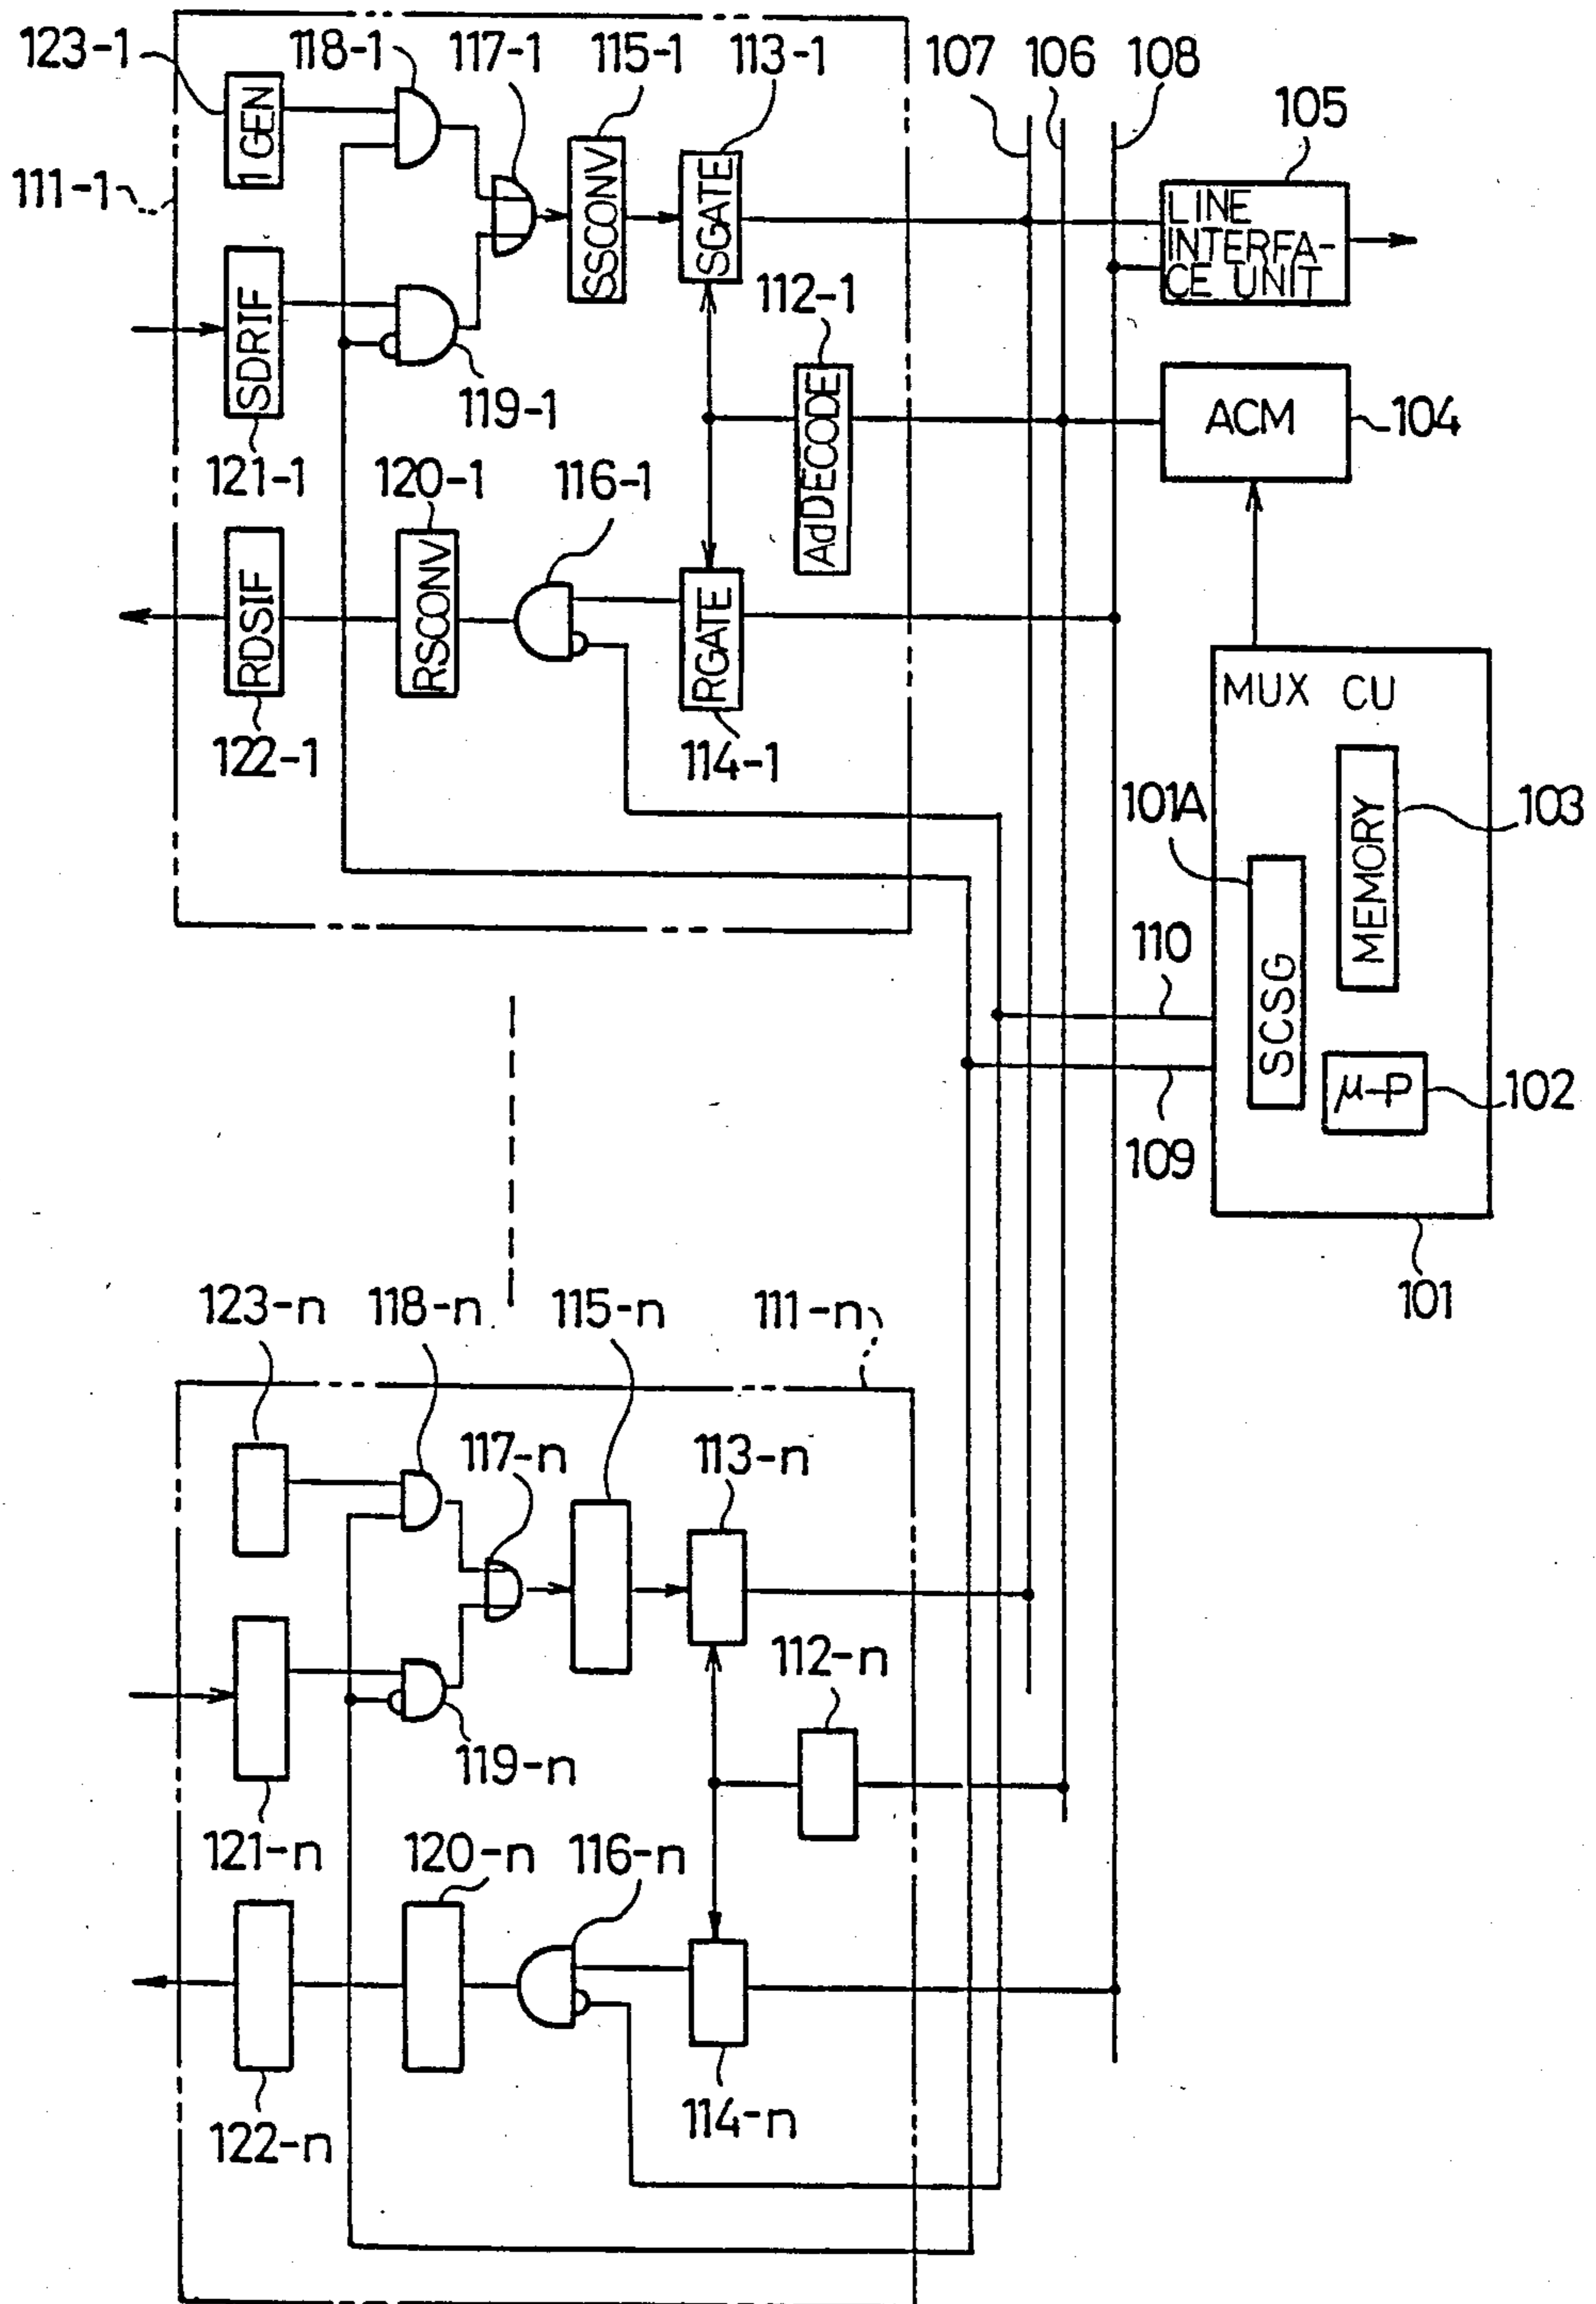 123-1
118-1
117-1
115-1
113-1
107
106
108
105
1 GEN
111-1
SSCONV
SGATE
LINE
INTERFA-
CE UNIT
SDRIF
119-1
112-1
AdDECODE
ACM
104
121-1
120-1
116-1
RDSIF
RSCONV
RGATE
122-1
114-1
MUX CU
101A
MEMORY
103
110
SCSG
μ-P
102
109
101
123-n
118-n
115-n
111-n
117-n
113-n
112-n
119-n
121-n
120-n
116-n
122-n
114-n